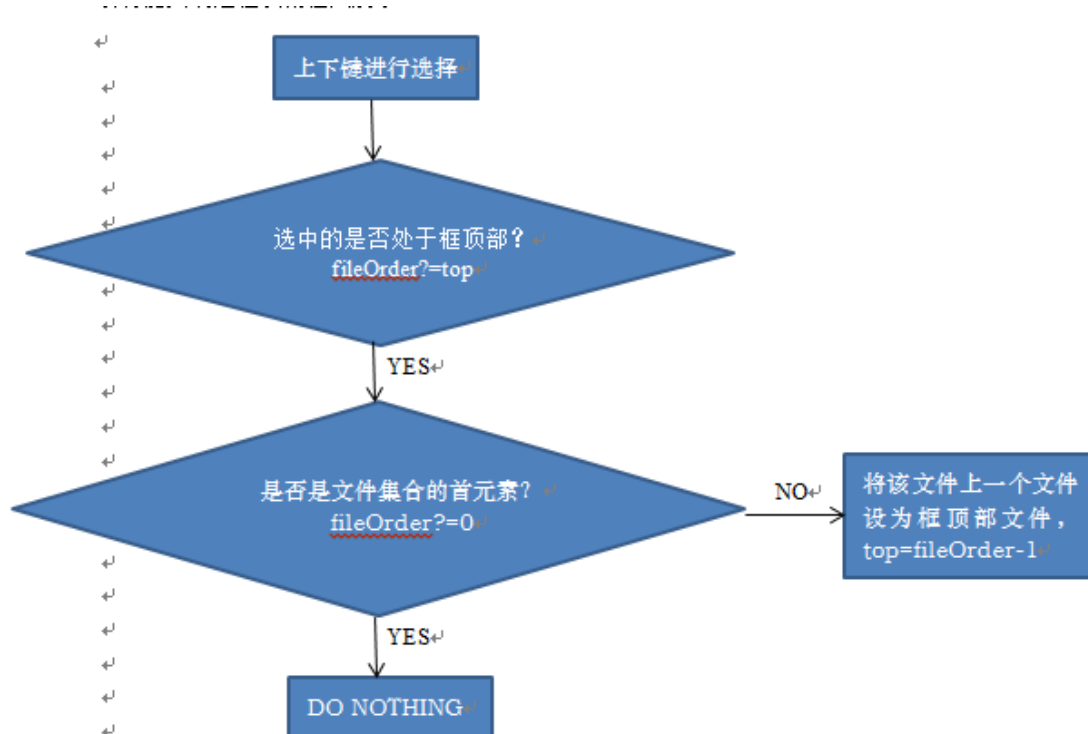 上下键进行选择
选中的是否处于框顶部？
fileOrder?=top
YES
是否是文件集合的首元素?
fileOrder?=0
NO
将该文件上一个文件
设为框顶部文件，
top=fileOrder-1
YES
DO NOTHING